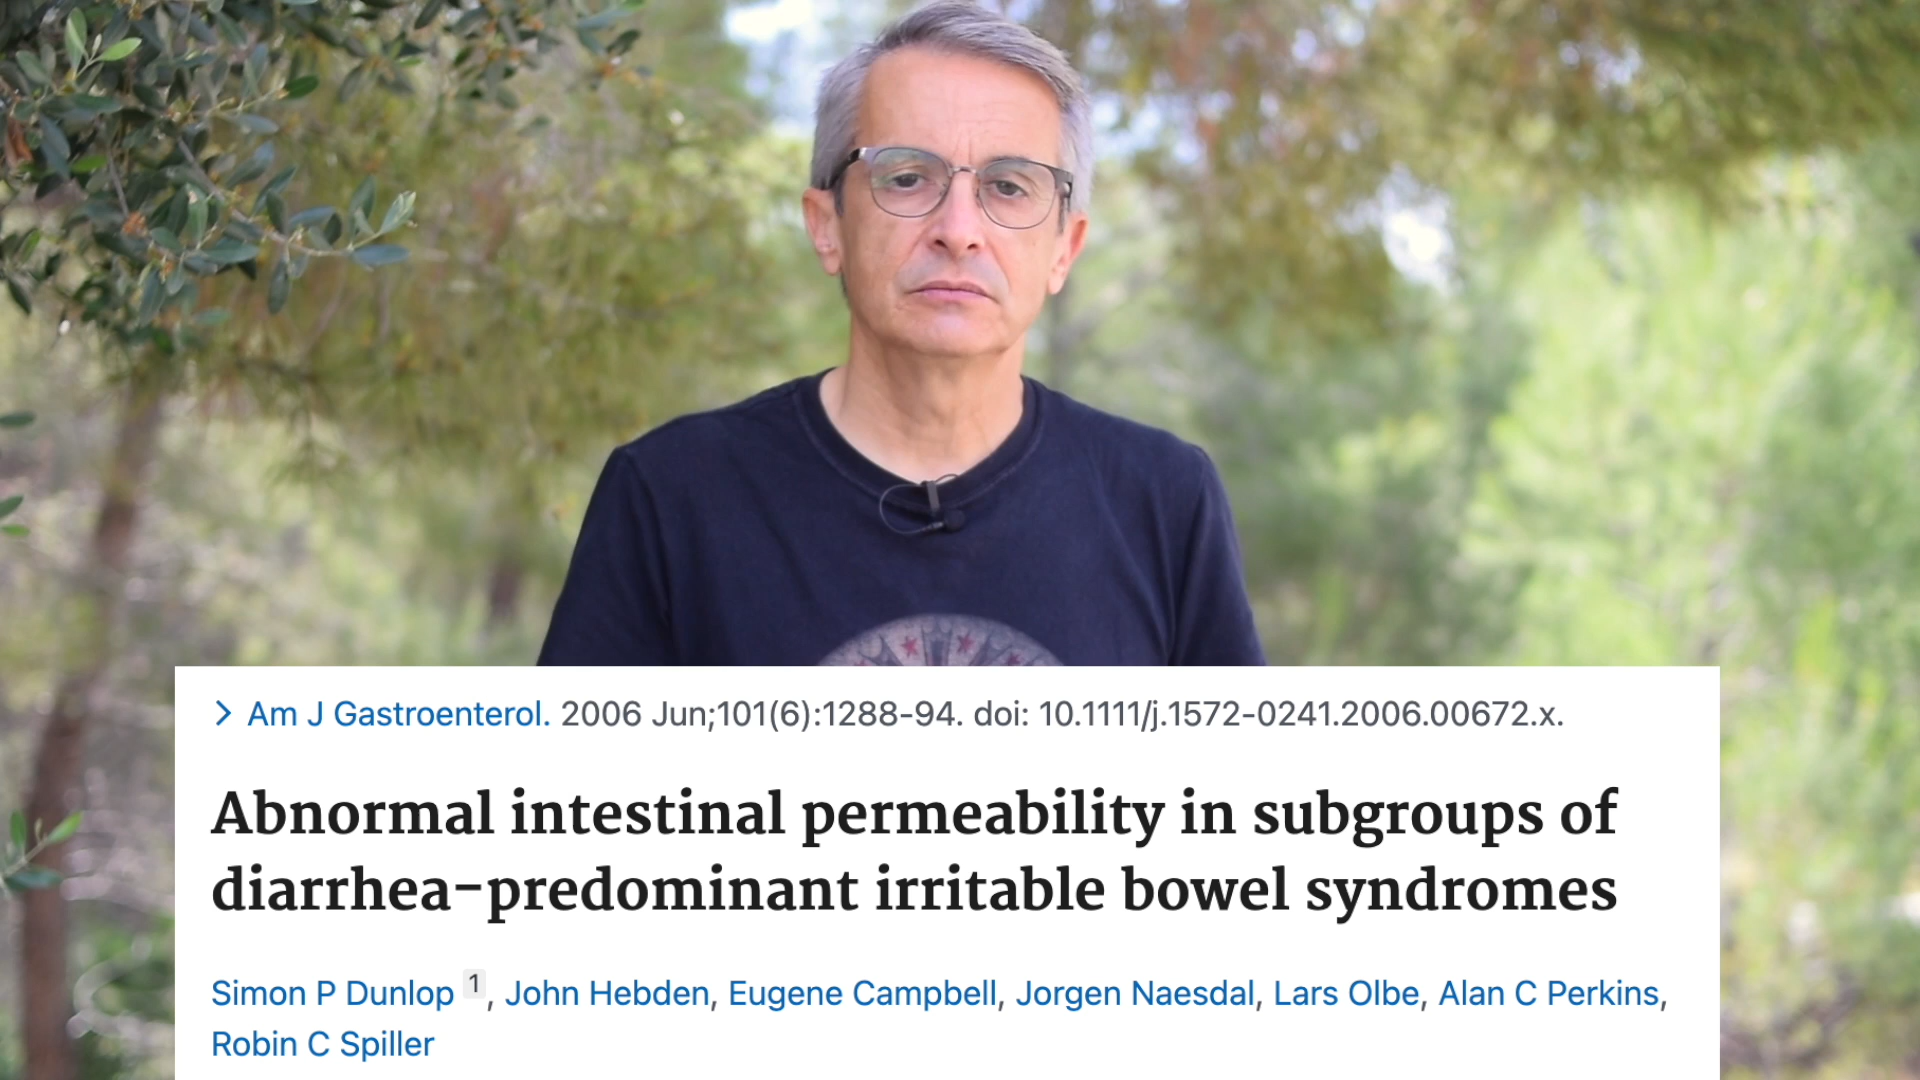 > Am J Gastroenterol. 2006 Jun;101(6):1288-94. doi: 10.1111/j.1572-0241.2006.00672.x.
Abnormal intestinal permeability in subgroups of
diarrhea-predominant irritable bowel syndromes
Simon P Dunlop 1, John Hebden, Eugene Campbell, Jorgen Naesdal, Lars Olbe, Alan C Perkins,
Robin C Spiller